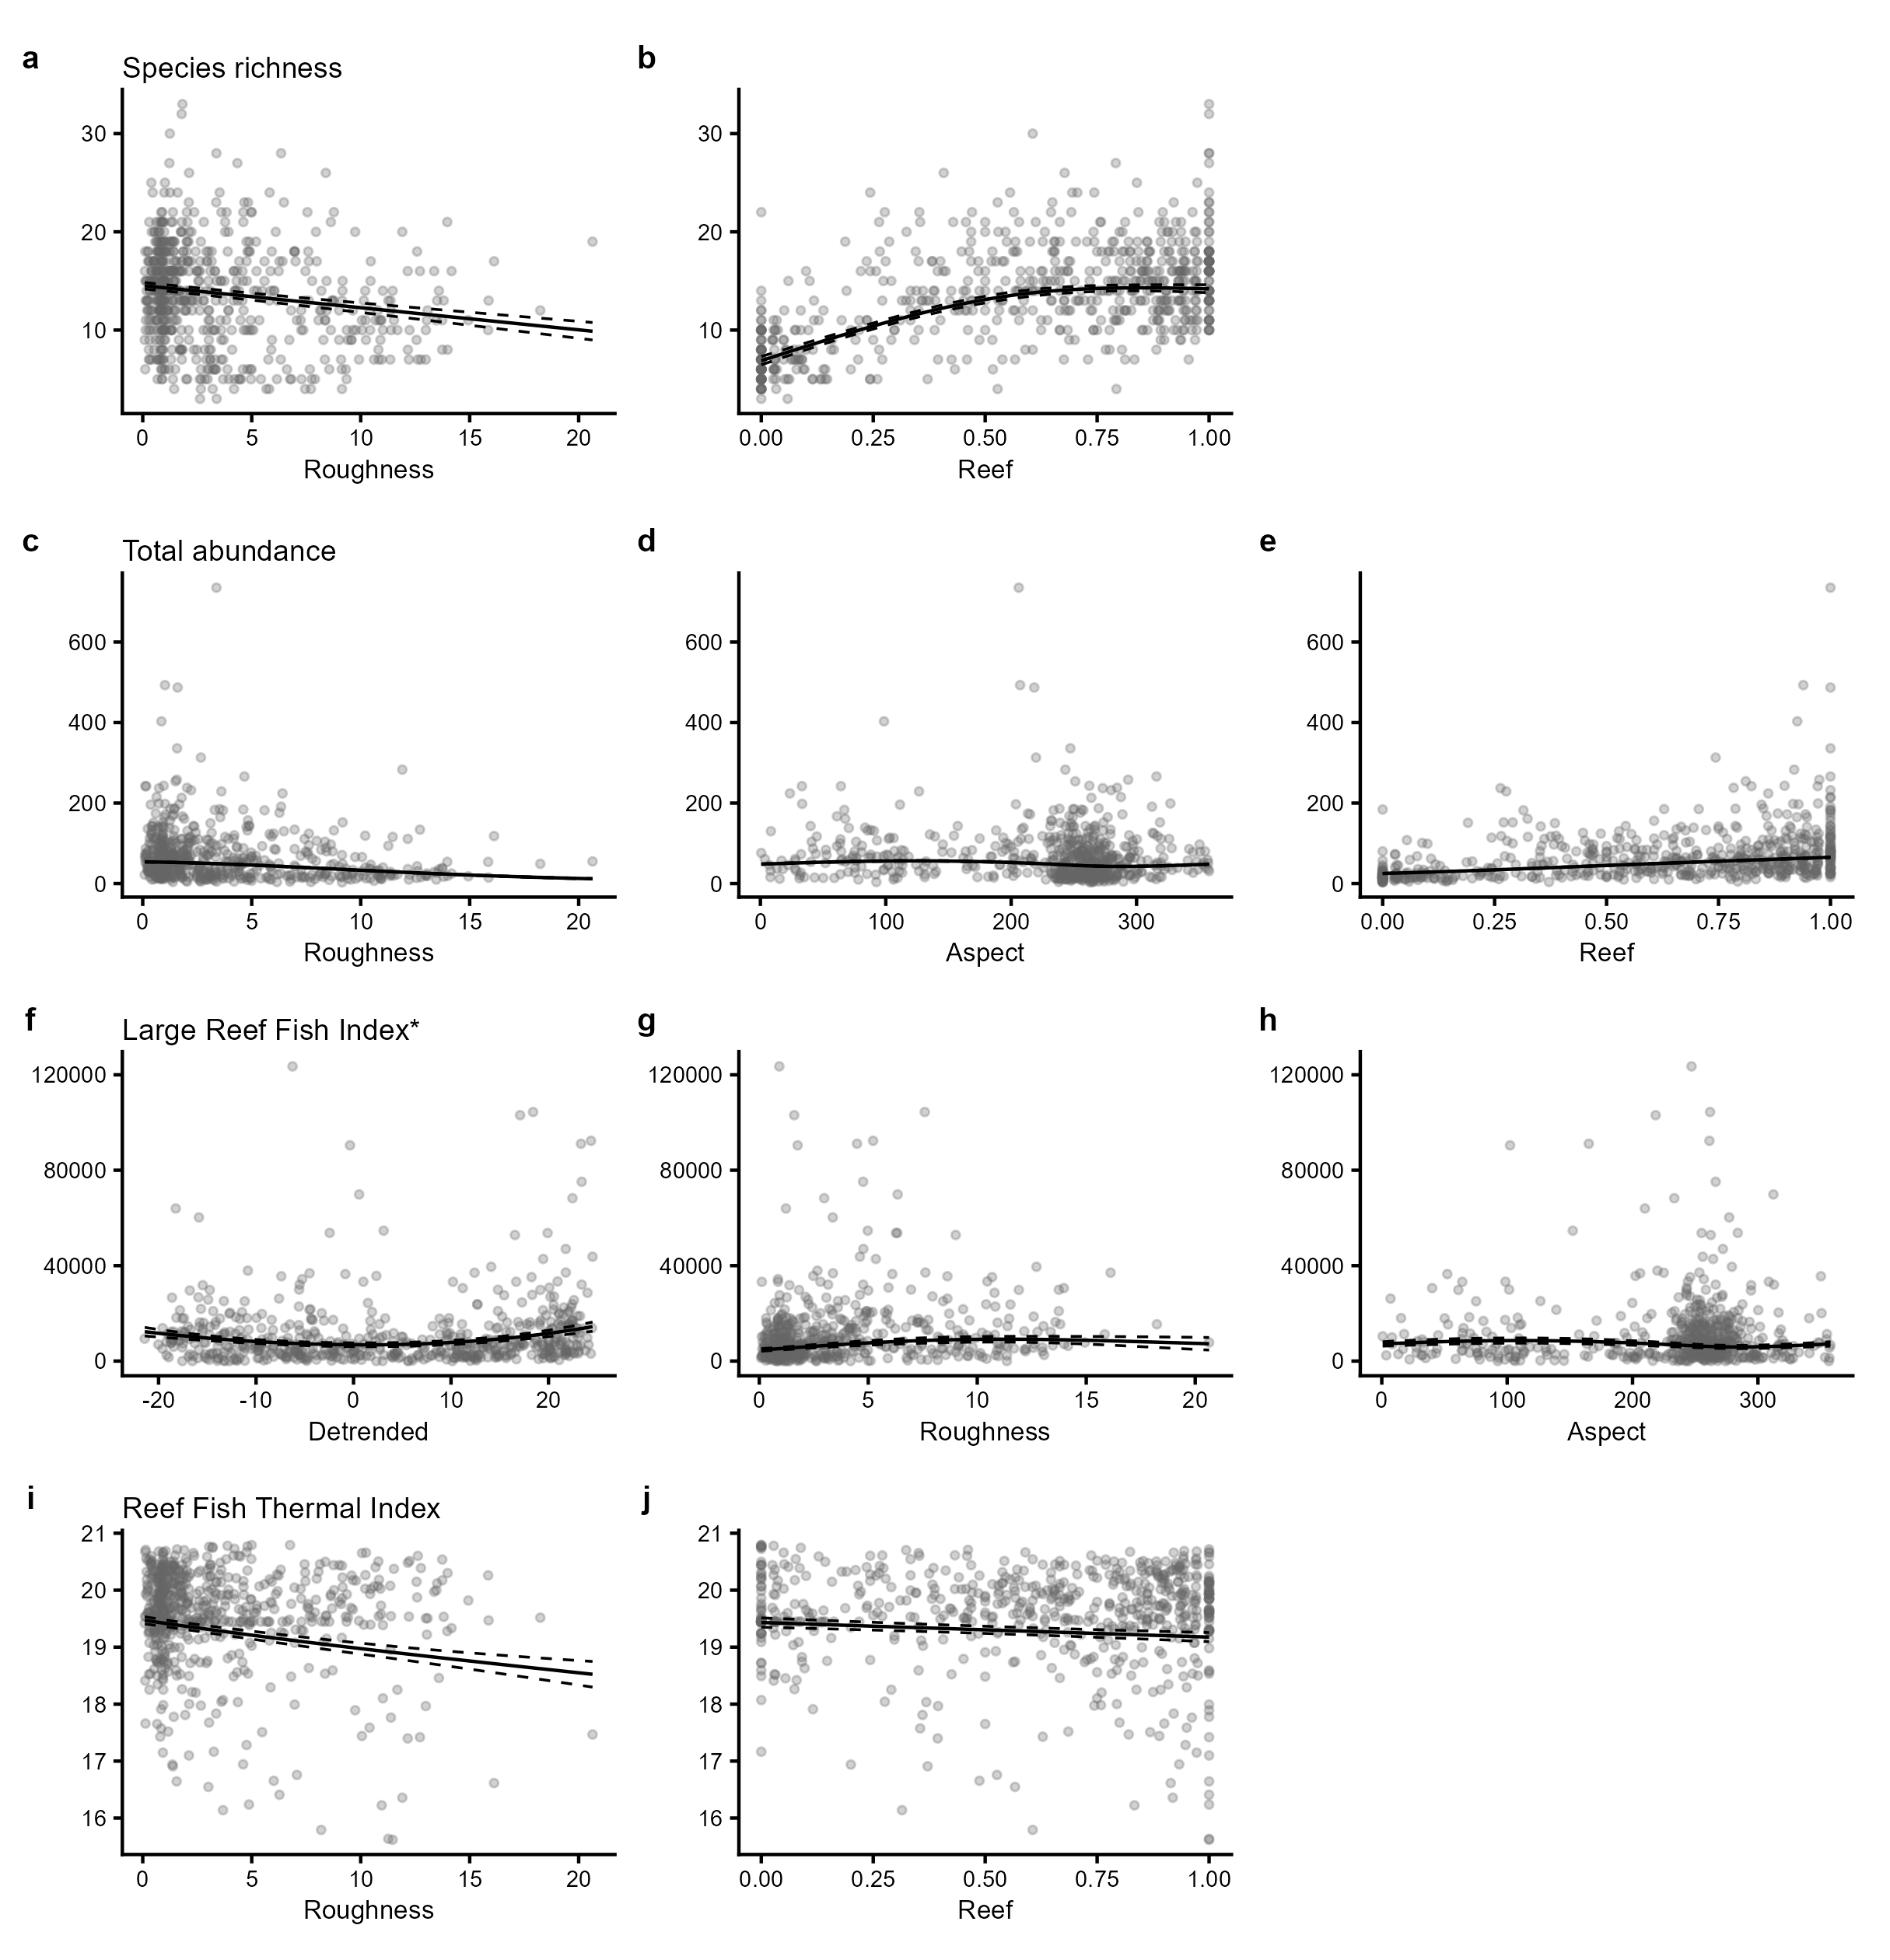 a
Species richness
b
30
20
10
0 5 10 15 20
Roughness
30
20
10
0.00 0.25 0.50 0.75 1.00
Reef
c
Total abundance
d
e
600
400
200
0
0 5 10 15 20
Roughness
600
400
200
0
0 100 200 300
Aspect
600
400
200
0
0.00 0.25 0.50 0.75 1.00
Reef
f
Large Reef Fish Index*
g
h
120000
80000
40000
0
-20 -10 0 10 20
Detrended
120000
80000
40000
0
0 5 10 15 20
Roughness
120000
80000
40000
0
0 100 200 300
Aspect
i
Reef Fish Thermal Index
j
21
20
19
18
17
16
0 5 10 15 20
Roughness
21
20
19
18
17
16
0.00 0.25 0.50 0.75 1.00
Reef